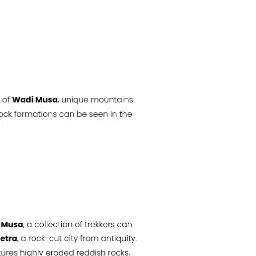 of Wadi Musa, unique mountains
ock formations can be seen in the
Musa, a collection of trekkers can
etra, a rock-cut city from antiquity.
ures highly eroded reddish rocks.